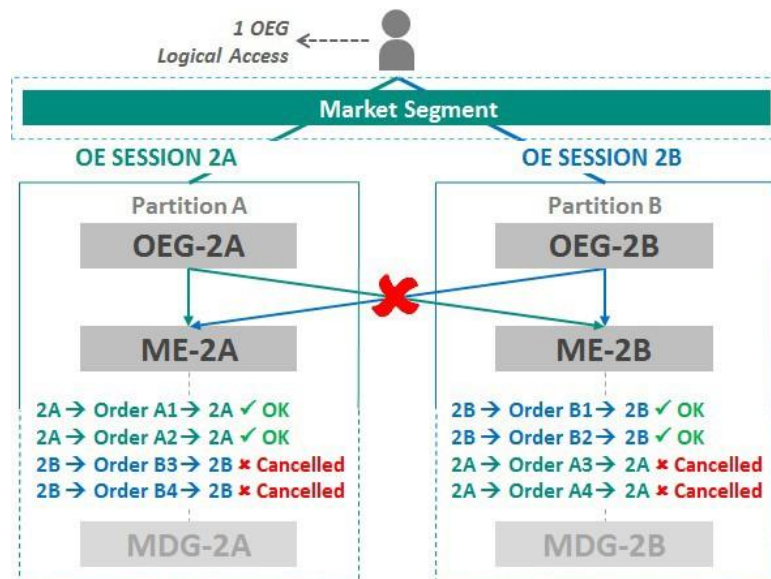 1 OEG
Logical Access
Market Segment
OE SESSION 2A
OE SESSION 2B
Partition A
OEG-2A
Partition B
OEG-2B
ME-2A
ME-2B
2A → Order A1 → 2A ✓ OK
2A → Order A2 → 2A ✓ OK
2B → Order B3 → 2B ✘ Cancelled
2B → Order B4 → 2B ✘ Cancelled
2B → Order B1 → 2B ✓ OK
2B → Order B2 → 2B ✓ OK
2A → Order A3 → 2A ✘ Cancelled
2A → Order A4 → 2A ✘ Cancelled
MDG-2A
MDG-2B